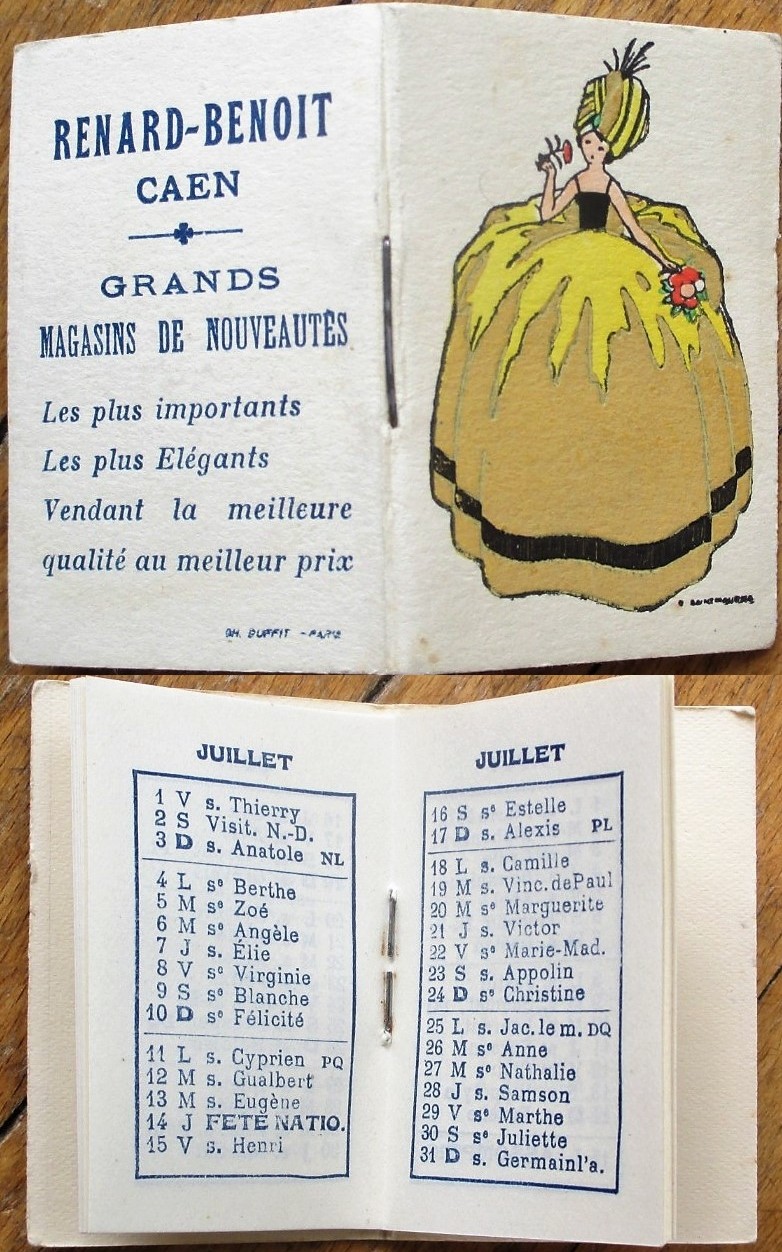 RENARD-BENOIT
CAEN
GRANDS
MAGASINS DE NOUVEAUTÉS
Les plus importants
Les plus Elégants
Vendant la meilleure
qualité au meilleur prix
CH. BUFFIT - PARIS
JUILLET
1 V s. Thierry
2 S Visit. N.-D.
3 D s. Anatole NL
4 L sᵉ Berthe
5 M sᵉ Zoé
6 M sᵉ Angèle
7 J s. Élie
8 V sᵉ Virginie
9 S sᵉ Blanche
10 D sᵉ Félicité
11 L s. Cyprien PQ
12 M s. Gualbert
13 M s. Eugène
14 J FETE NATIO.
15 V s. Henri
JUILLET
16 S sᵉ Estelle
17 D s. Alexis PL
18 L s. Camille
19 M s. Vinc. de Paul
20 M sᵉ Marguerite
21 J s. Victor
22 V sᵉ Marie-Mad.
23 S s. Appolin
24 D sᵉ Christine
25 L s. Jac. le m. DQ
26 M sᵉ Anne
27 M sᵉ Nathalie
28 J s. Samson
29 V sᵉ Marthe
30 S sᵉ Juliette
31 D s. Germainl'a.